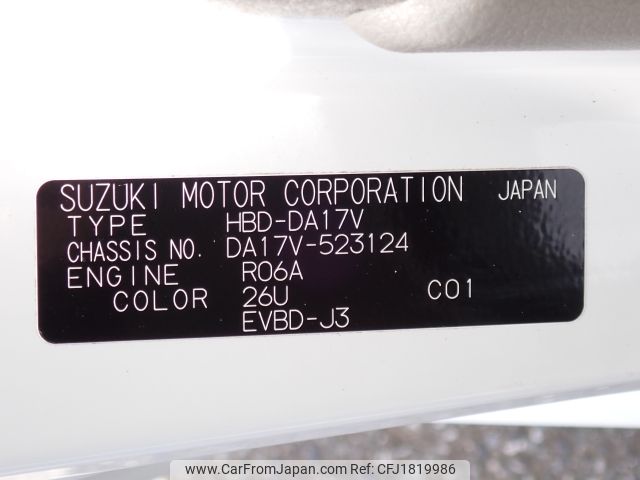 SUZUKI MOTOR CORPORATION JAPAN
TYPE HBD-DA17V
CHASSIS NO. DA17V-523124
ENGINE R06A
COLOR 26U C01
EVBD-J3
www.CarFromJapan.com | Ref:No. CFJ1819986